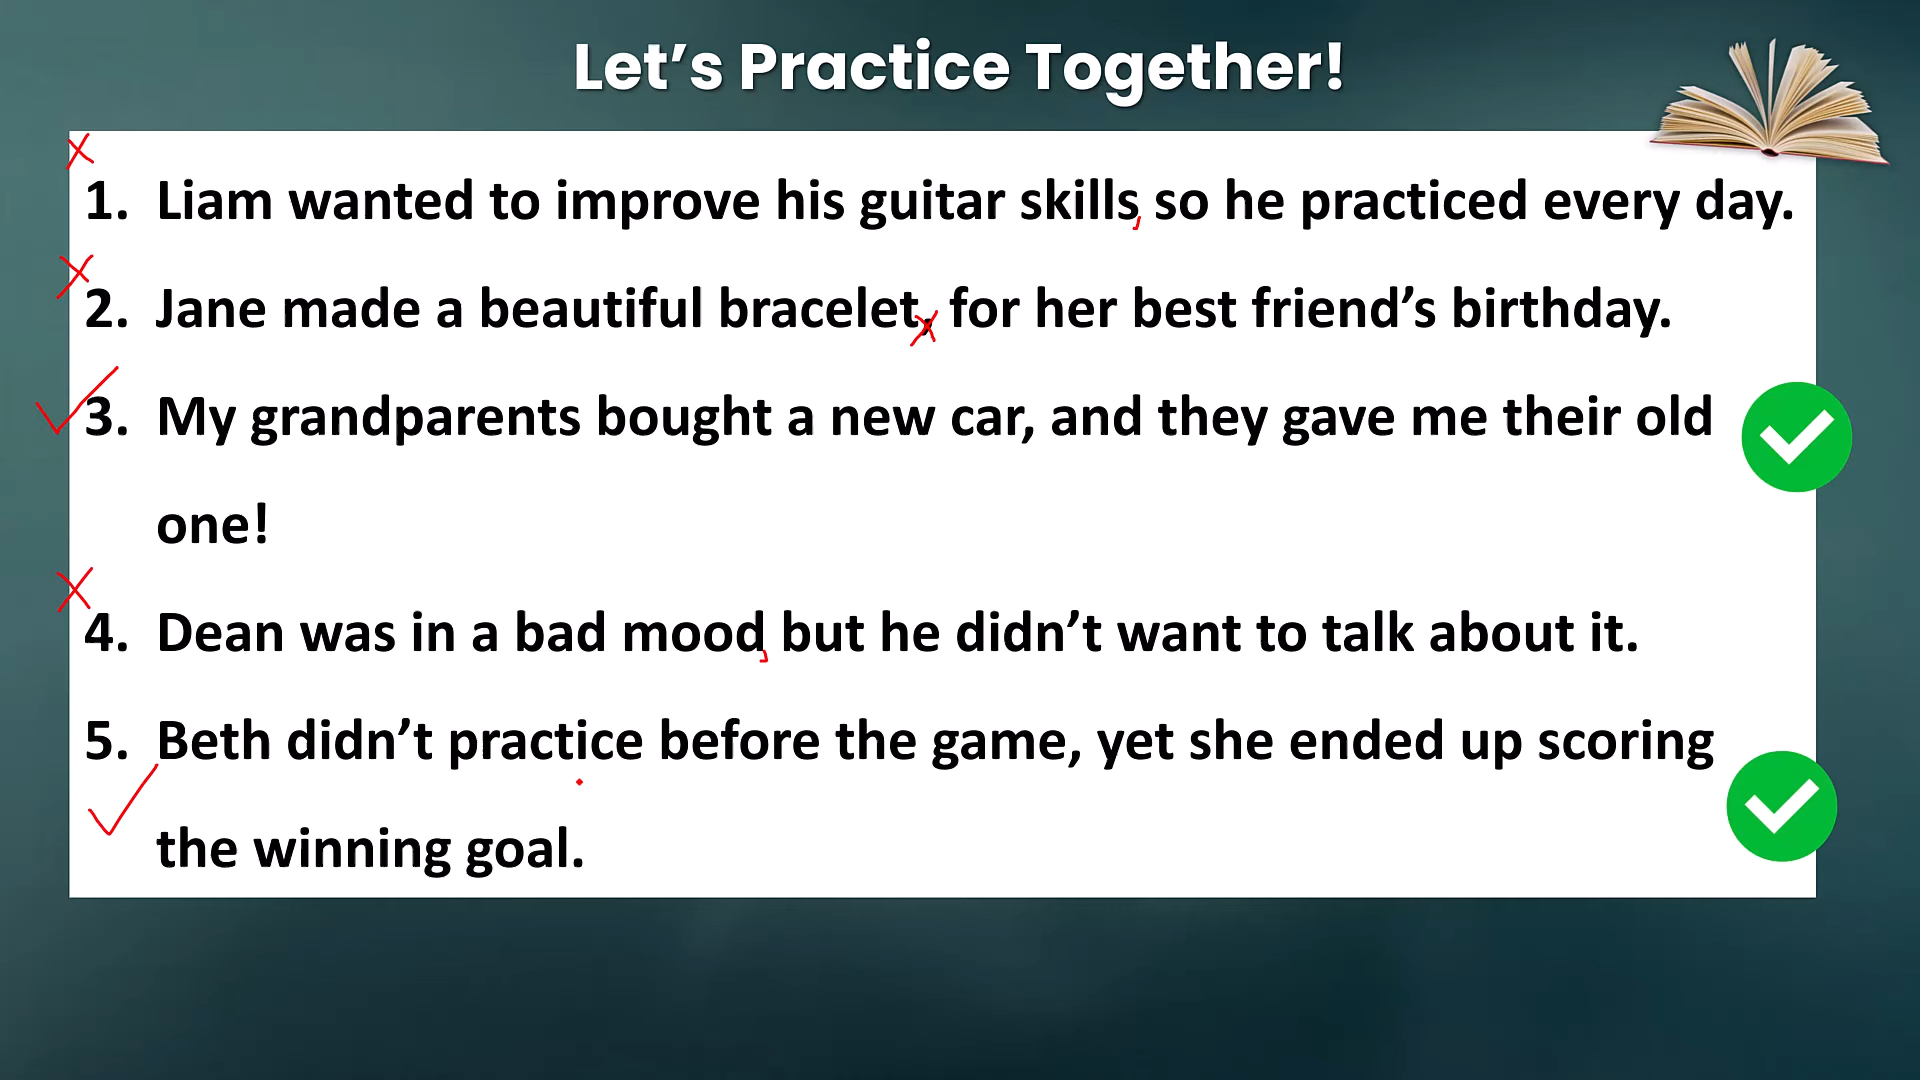 Let’s Practice Together!
1. Liam wanted to improve his guitar skills, so he practiced every day.
2. Jane made a beautiful bracelet, for her best friend’s birthday.
3. My grandparents bought a new car, and they gave me their old
one!
4. Dean was in a bad mood, but he didn’t want to talk about it.
5. Beth didn’t practice before the game, yet she ended up scoring
the winning goal.